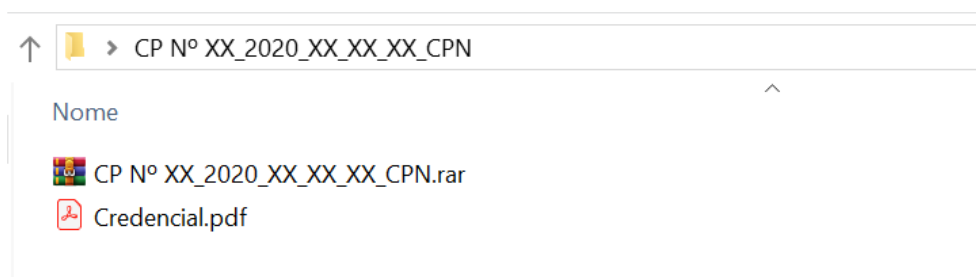 CP Nº XX_2020_XX_XX_XX_CPN
Nome
CP Nº XX_2020_XX_XX_XX_CPN.rar
Credencial.pdf